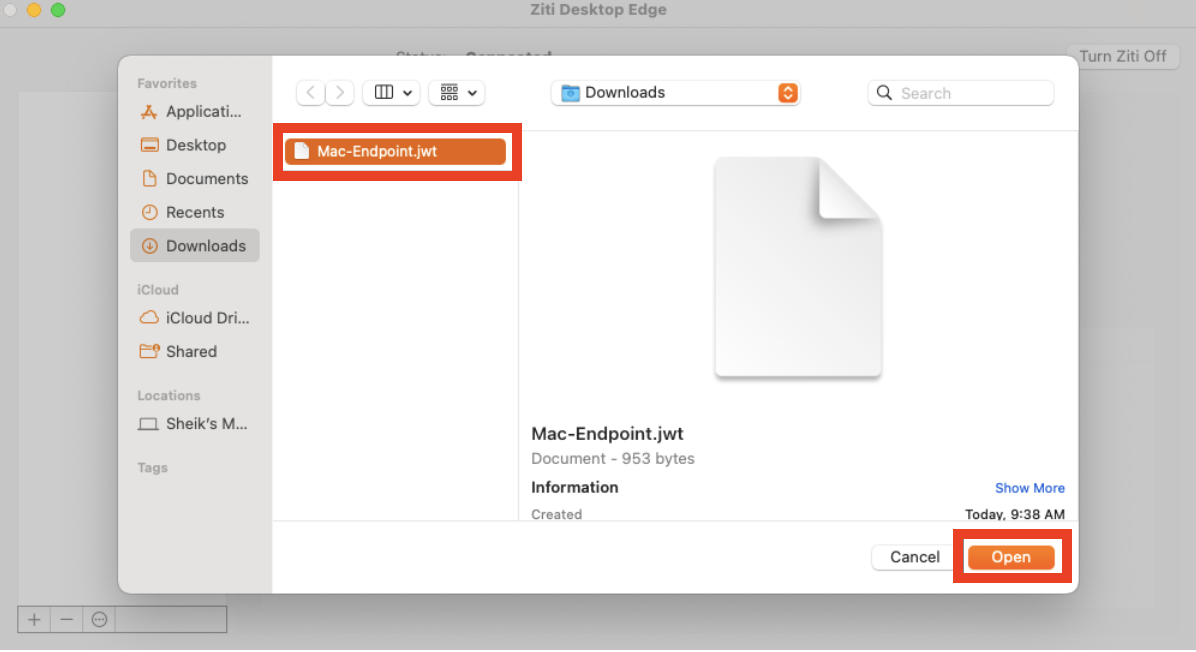 Ziti Desktop Edge
Turn Ziti Off
Favorites
Applicati...
Desktop
Documents
Recents
Downloads
iCloud
iCloud Dri...
Shared
Locations
Sheik's M...
Tags
Downloads
Search
Mac-Endpoint.jwt
Mac-Endpoint.jwt
Document - 953 bytes
Information
Show More
Created
Today, 9:38 AM
Cancel
Open